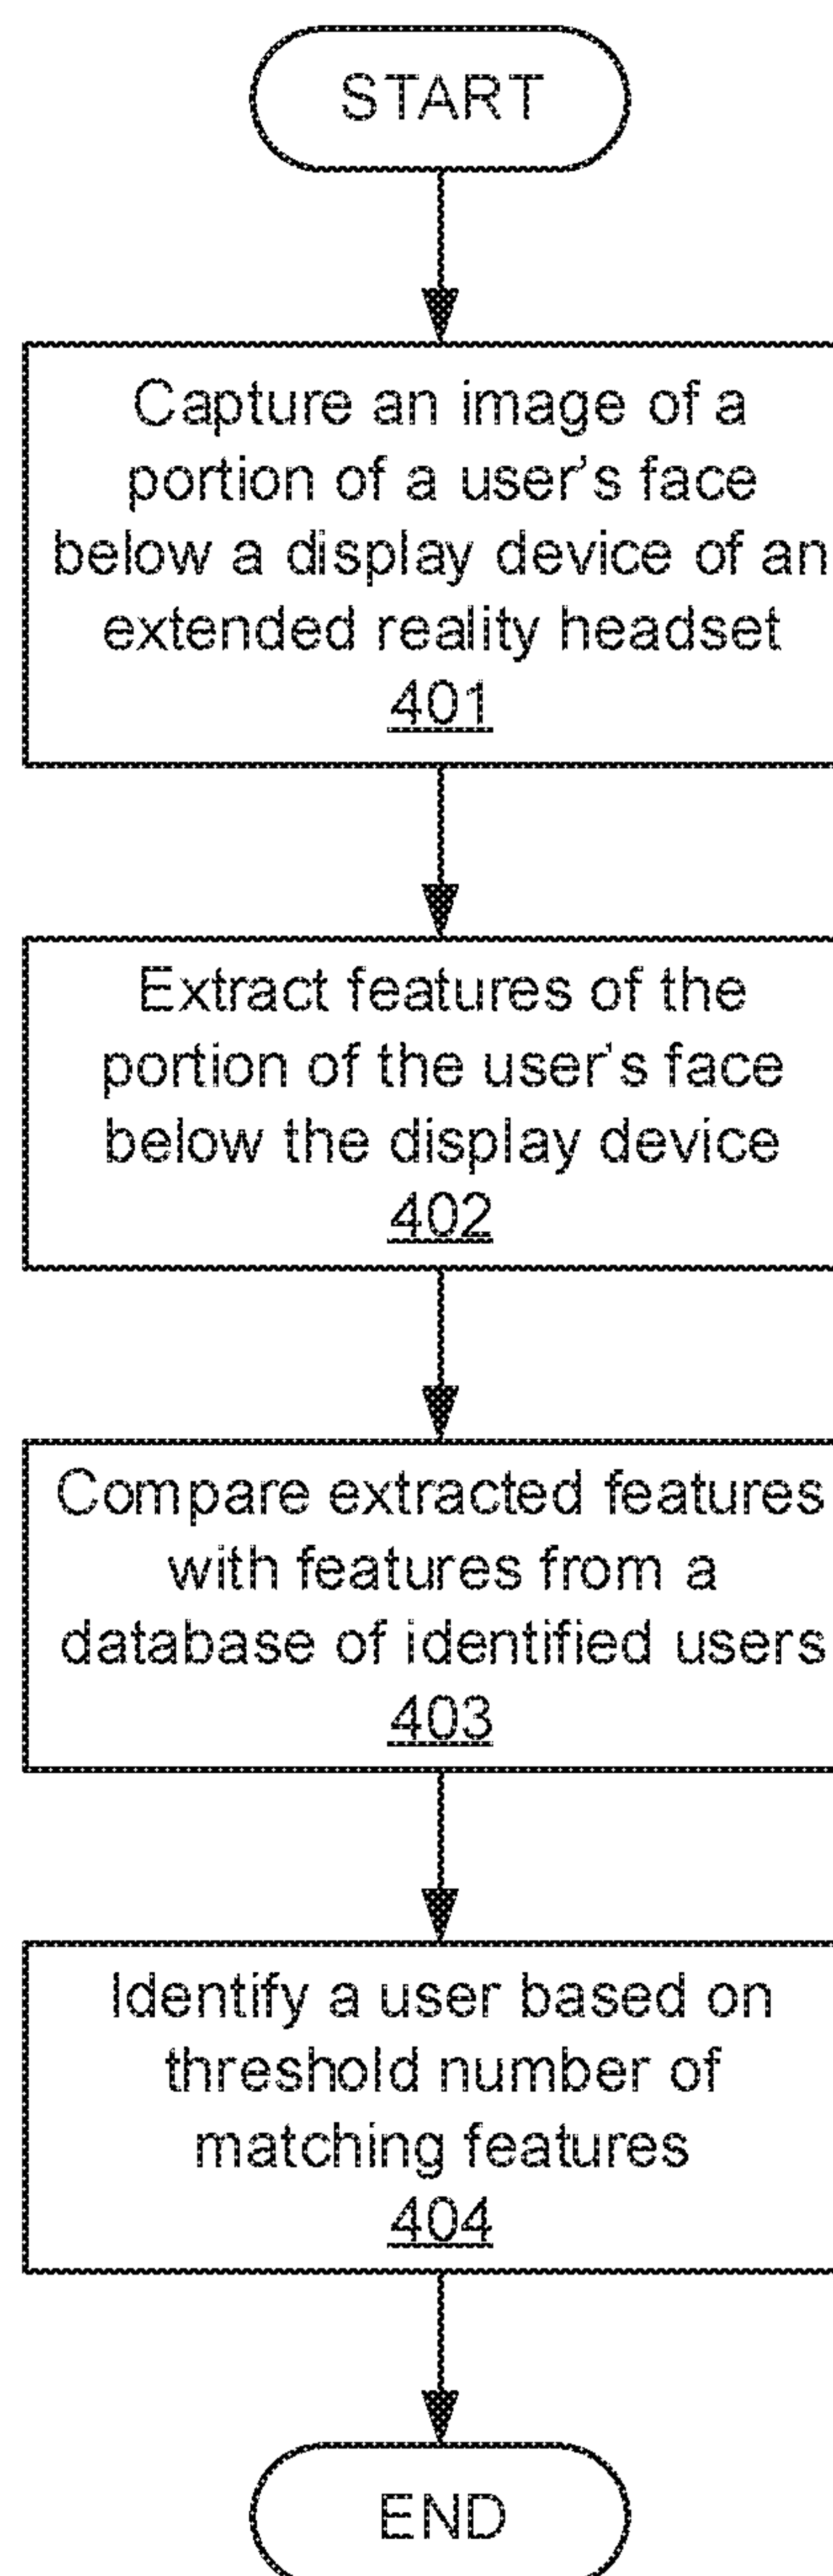 START
Capture an image of a
portion of a user's face
below a display device of an
extended reality headset
401
Extract features of the
portion of the user's face
below the display device
402
Compare extracted features
with features from a
database of identified users
403
Identify a user based on
threshold number of
matching features
404
END